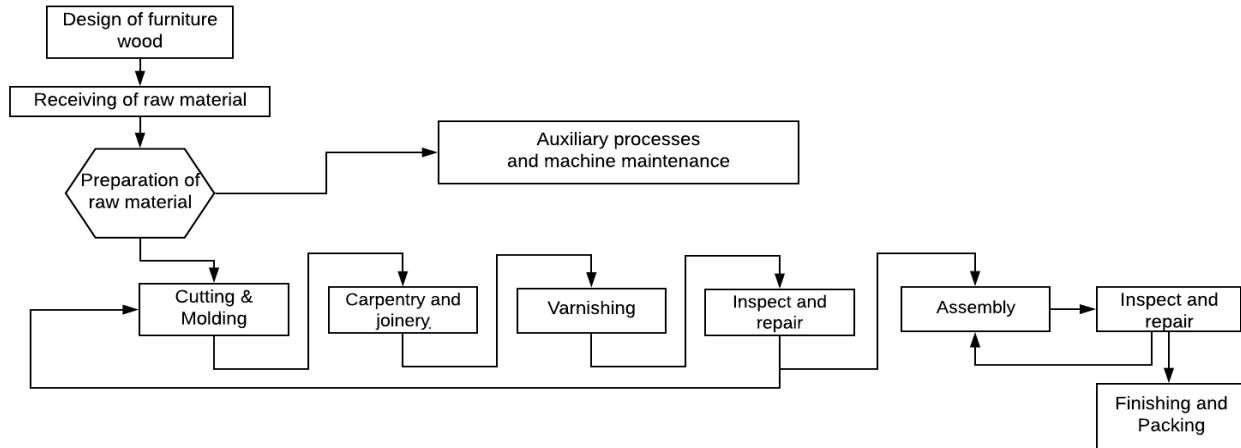 Design of furniture
wood
Receiving of raw material
Preparation of
raw material
Auxiliary processes
and machine maintenance
Cutting &
Molding
Carpentry and
joinery.
Varnishing
Inspect and
repair
Assembly
Inspect and
repair
Finishing and
Packing